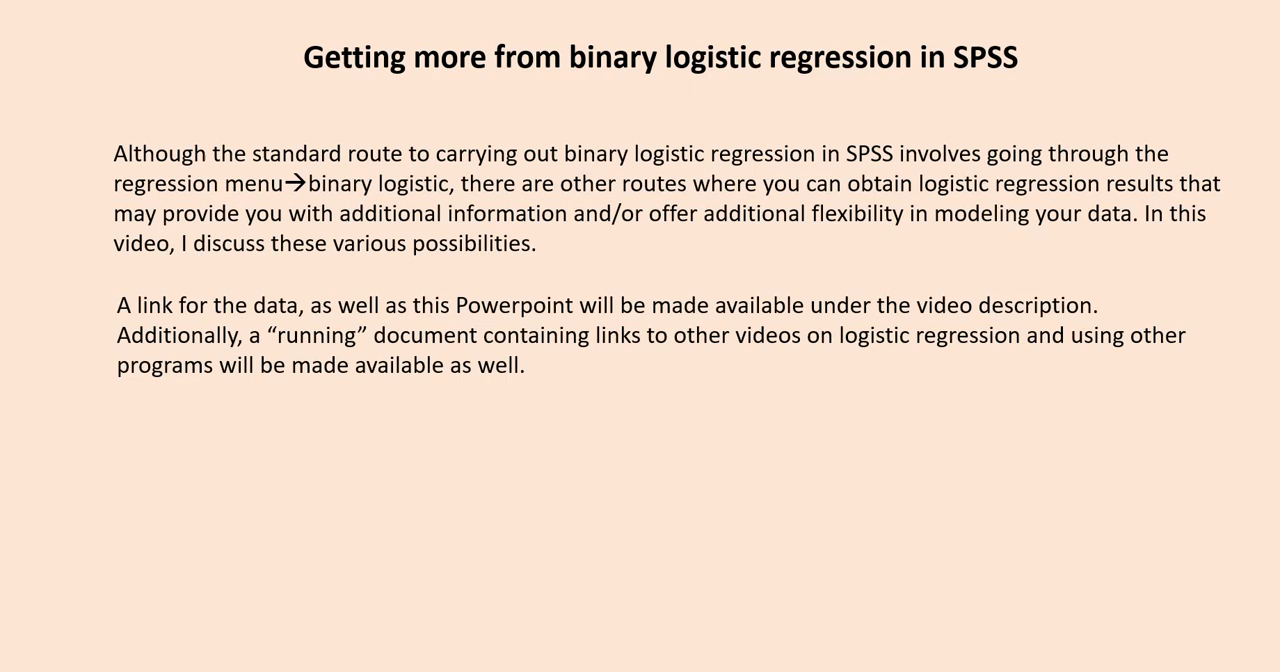 Getting more from binary logistic regression in SPSS
Although the standard route to carrying out binary logistic regression in SPSS involves going through the
regression menu→binary logistic, there are other routes where you can obtain logistic regression results that
may provide you with additional information and/or offer additional flexibility in modeling your data. In this
video, I discuss these various possibilities.
A link for the data, as well as this Powerpoint will be made available under the video description.
Additionally, a “running” document containing links to other videos on logistic regression and using other
programs will be made available as well.